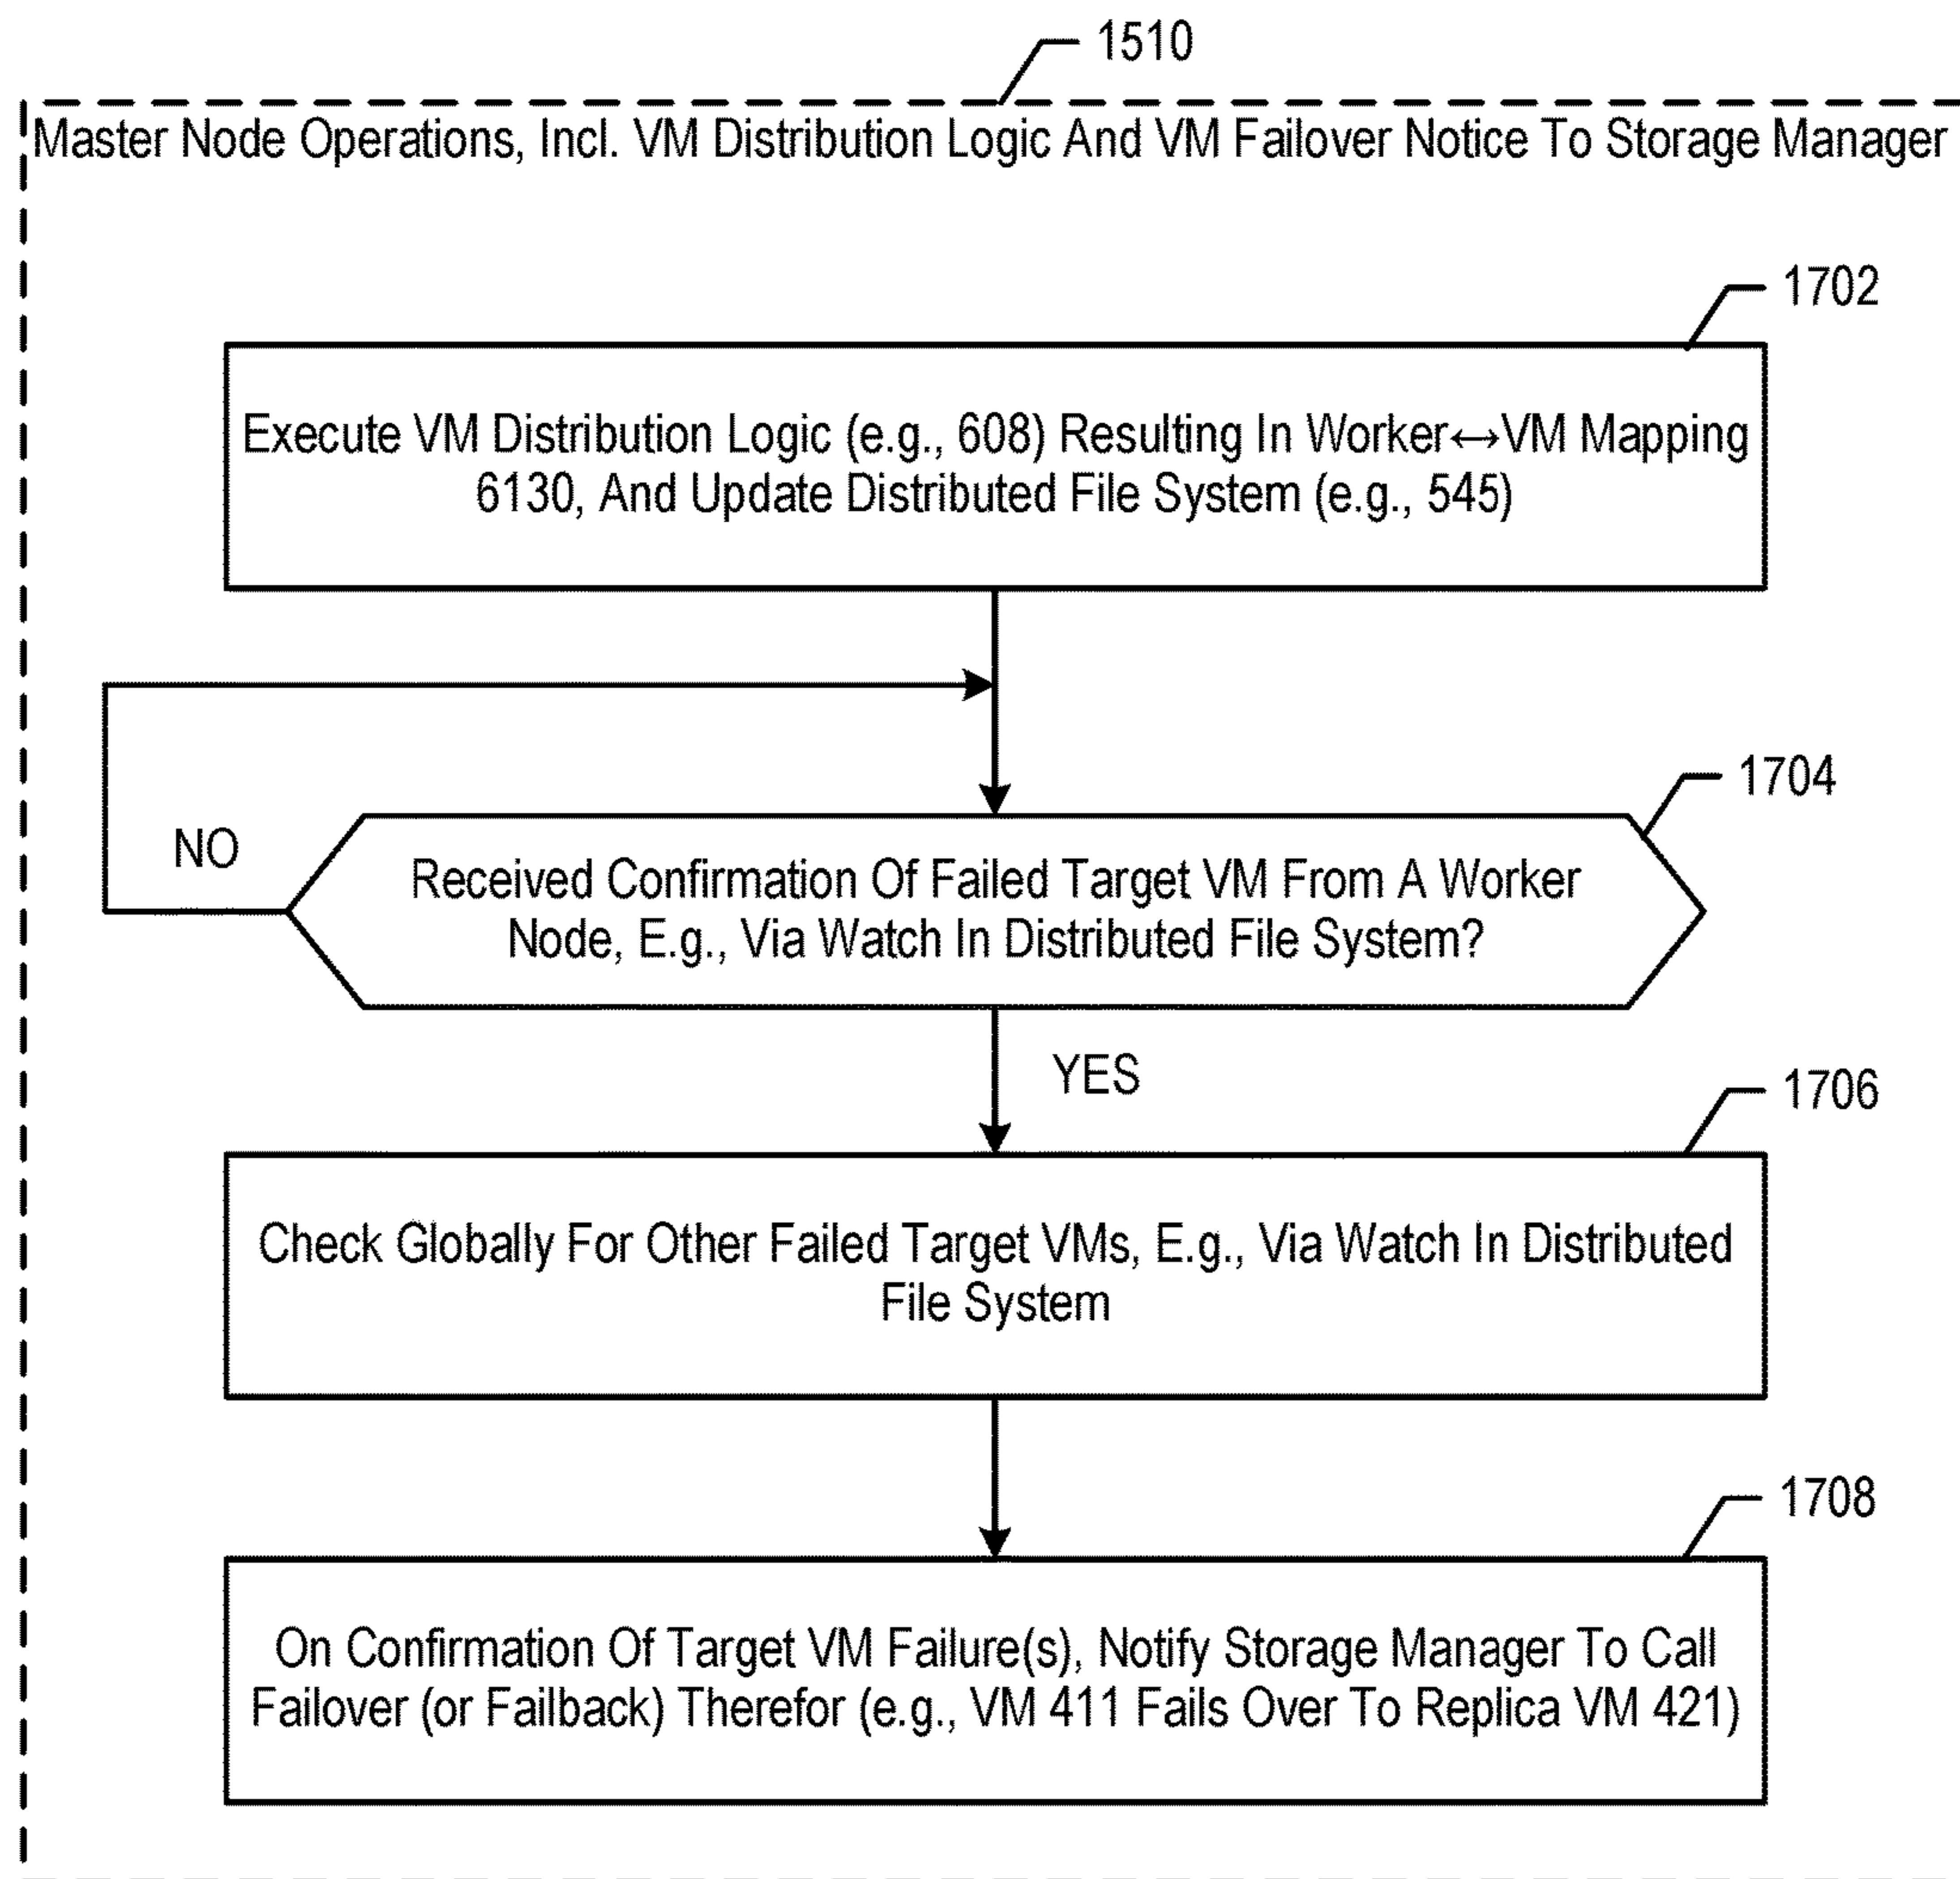 1510
Master Node Operations, Incl. VM Distribution Logic And VM Failover Notice To Storage Manager
1702
Execute VM Distribution Logic (e.g., 608) Resulting In Worker↔VM Mapping
6130, And Update Distributed File System (e.g., 545)
1704
NO
Received Confirmation Of Failed Target VM From A Worker
Node, E.g., Via Watch In Distributed File System?
YES
1706
Check Globally For Other Failed Target VMs, E.g., Via Watch In Distributed
File System
1708
On Confirmation Of Target VM Failure(s), Notify Storage Manager To Call
Failover (or Failback) Therefor (e.g., VM 411 Fails Over To Replica VM 421)